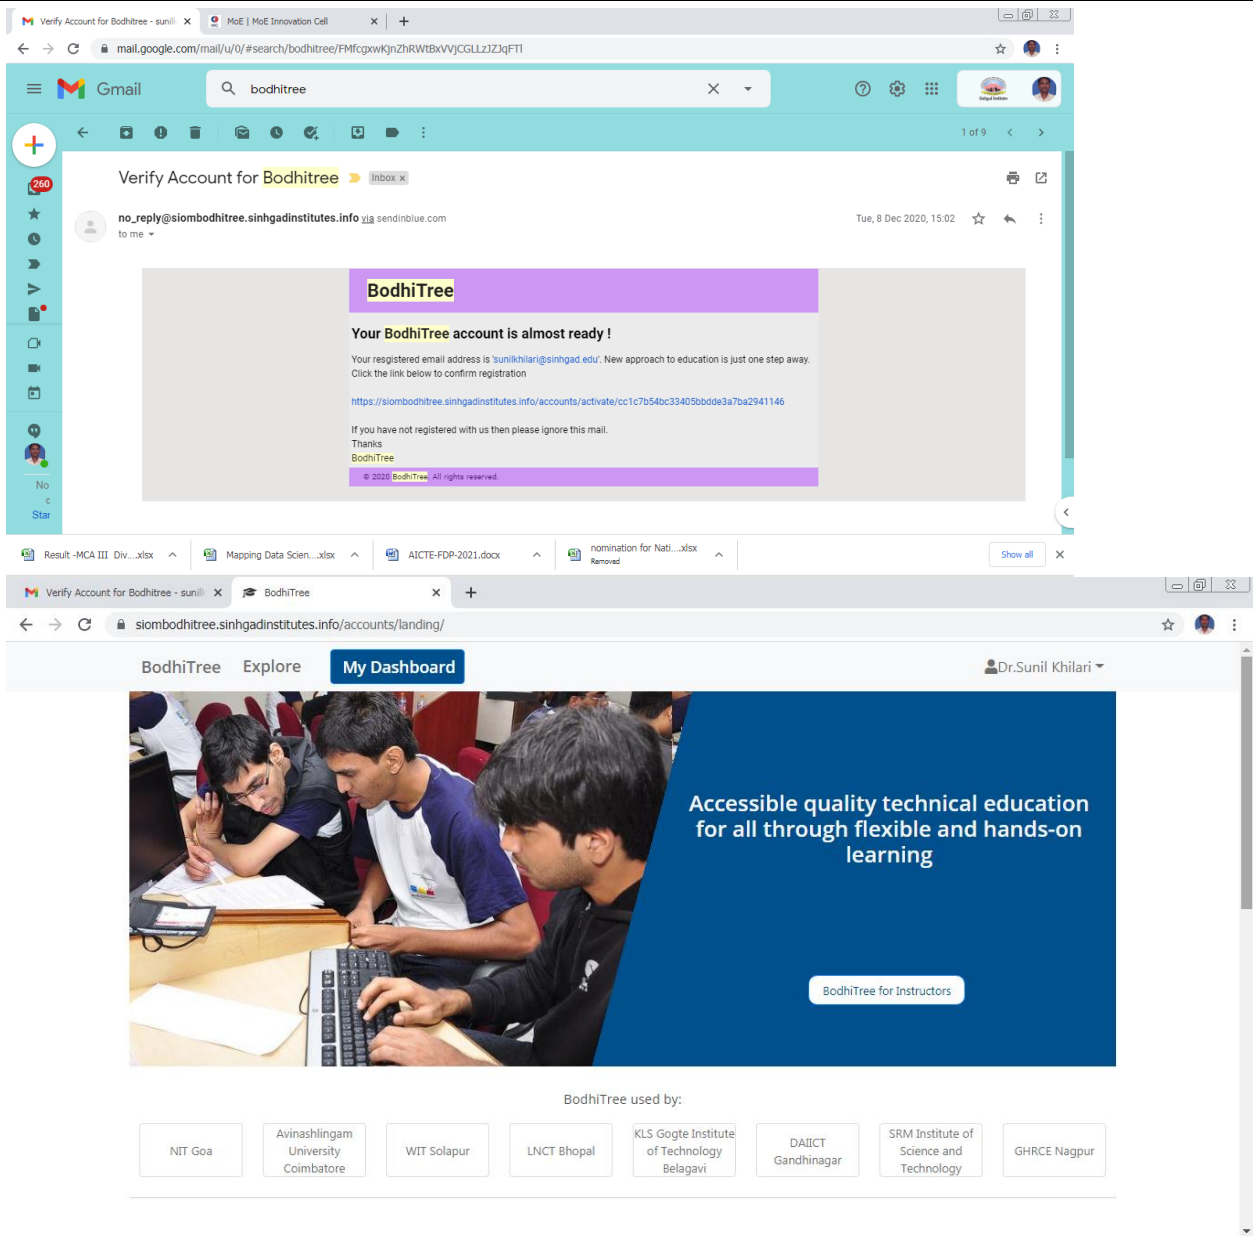 Verify Account for Bodhitree - sunil
MoE | MoE Innovation Cell
mail.google.com/mail/u/0/#search/bodhitree/FMfcgxwKjnZhRWtBxVVjCGLLzJZJqFTl
Gmail
bodhitree
1 of 9
260
Verify Account for Bodhitree
Inbox x
no_reply@siombodhitree.sinhgadinstitutes.info via sendinblue.com
Tue, 8 Dec 2020, 15:02
to me
BodhiTree
Your BodhiTree account is almost ready !
Your resgistered email address is 'sunilkhilari@sinhgad.edu'. New approach to education is just one step away.
Click the link below to confirm registration
https://siombodhitree.sinhgadinstitutes.info/accounts/activate/cc1c7b54bc33405bbdde3a7ba2941146
If you have not registered with us then please ignore this mail.
Thanks
BodhiTree
© 2020 BodhiTree. All rights reserved.
No
c
Star
Result -MCA III Div....xlsx
Mapping Data Scien....xlsx
AICTE-FDP-2021.docx
nomination for Nati....xlsx
Removed
Show all
Verify Account for Bodhitree - sunil
BodhiTree
siombodhitree.sinhgadinstitutes.info/accounts/landing/
BodhiTree
Explore
My Dashboard
Dr.Sunil Khilari
Accessible quality technical education
for all through flexible and hands-on
learning
BodhiTree for Instructors
BodhiTree used by:
NIT Goa
Avinashlingam
University
Coimbatore
WIT Solapur
LNCT Bhopal
KLS Gogte Institute
of Technology
Belagavi
DAIICT
Gandhinagar
SRM Institute of
Science and
Technology
GHRCE Nagpur